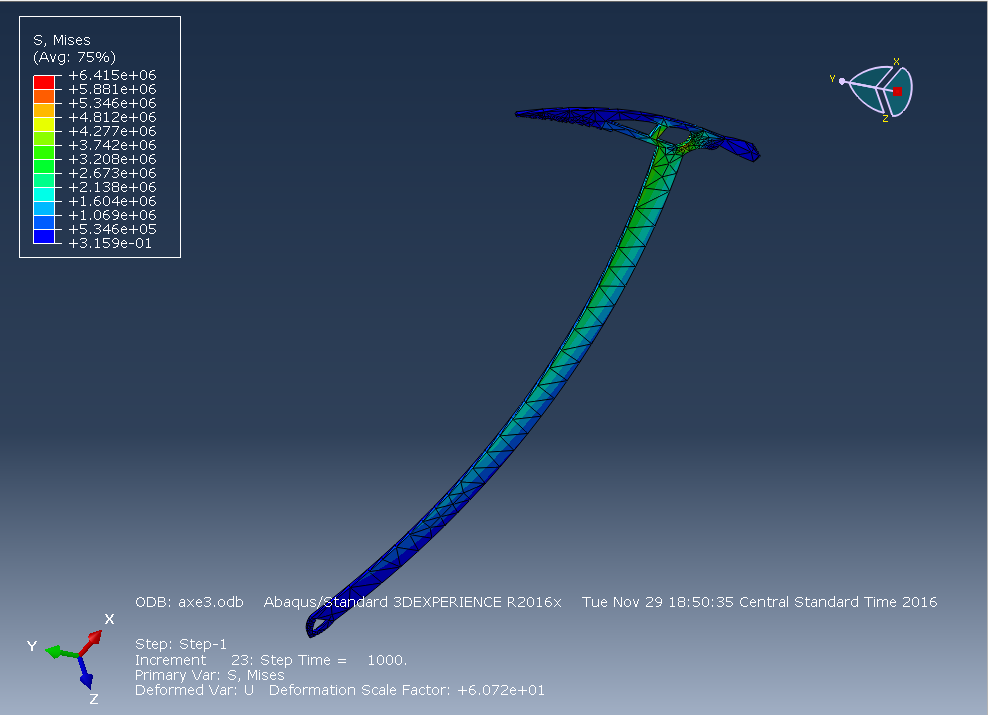 S, Mises
(Avg: 75%)
+6.415e+06
+5.881e+06
+5.346e+06
+4.812e+06
+4.277e+06
+3.742e+06
+3.208e+06
+2.673e+06
+2.138e+06
+1.604e+06
+1.069e+06
+5.346e+05
+3.159e-01
X
Y
Z
ODB: axe3.odb    Abaqus/Standard 3DEXPERIENCE R2016x    Tue Nov 29 18:50:35 Central Standard Time 2016
X
Y
Z
Step: Step-1
Increment    23: Step Time =    1000.
Primary Var: S, Mises
Deformed Var: U   Deformation Scale Factor: +6.072e+01